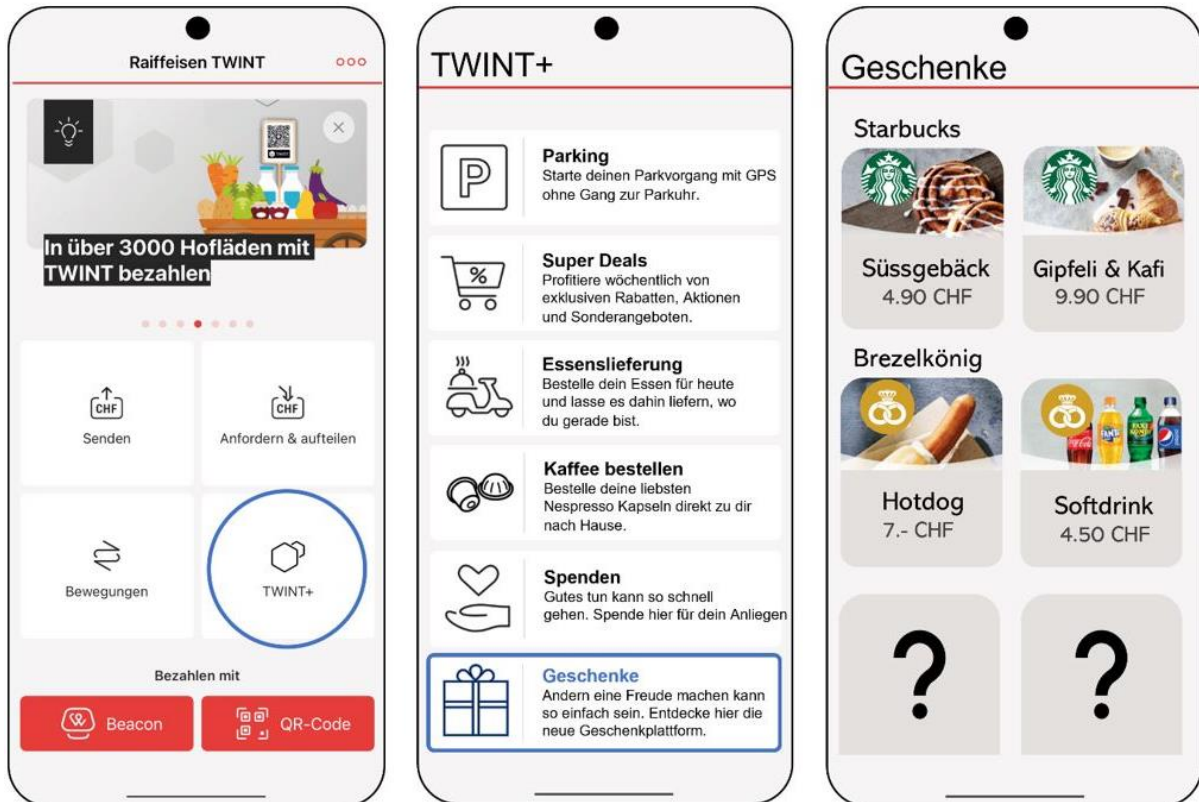 Raiffeisen TWINT
In über 3000 Hofläden mit
TWINT bezahlen
CHF
Senden
CHF
Anfordern & aufteilen
Bewegungen
TWINT+
Bezahlen mit
Beacon
QR-Code
TWINT+
P
Parking
Starte deinen Parkvorgang mit GPS
ohne Gang zur Parkuhr.
%
Super Deals
Profitiere wöchentlich von
exklusiven Rabatten, Aktionen
und Sonderangeboten.
Essenslieferung
Bestelle dein Essen für heute
und lasse es dahin liefern, wo
du gerade bist.
Kaffee bestellen
Bestelle deine liebsten
Nespresso Kapseln direkt zu dir
nach Hause.
Spenden
Gutes tun kann so schnell
gehen. Spende hier für dein Anliegen
Geschenke
Andern eine Freude machen kann
so einfach sein. Entdecke hier die
neue Geschenkplattform.
Geschenke
Starbucks
Süssgebäck
4.90 CHF
Gipfeli & Kafi
9.90 CHF
Brezelkönig
Hotdog
7.- CHF
Softdrink
4.50 CHF
?
?